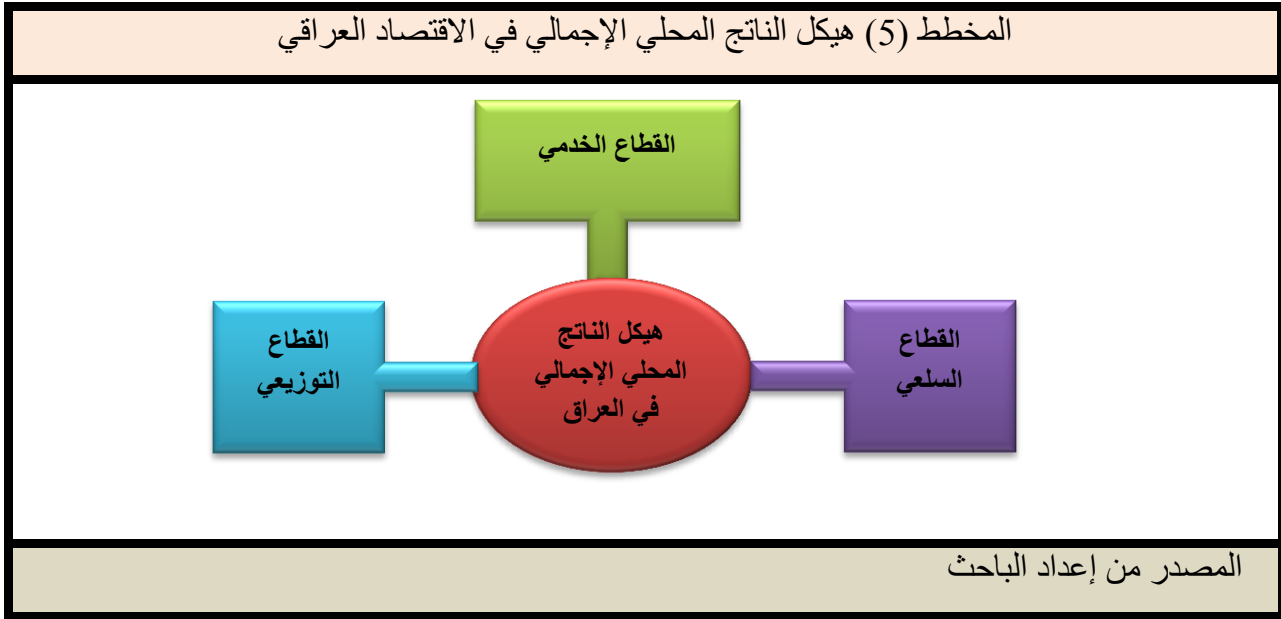 المخطط (5) هيكل الناتج المحلي الإجمالي في الاقتصاد العراقي
القطاع الخدمي
القطاع
السلعي
هيكل الناتج
المحلي الإجمالي
في العراق
القطاع
التوزيعي
المصدر من إعداد الباحث